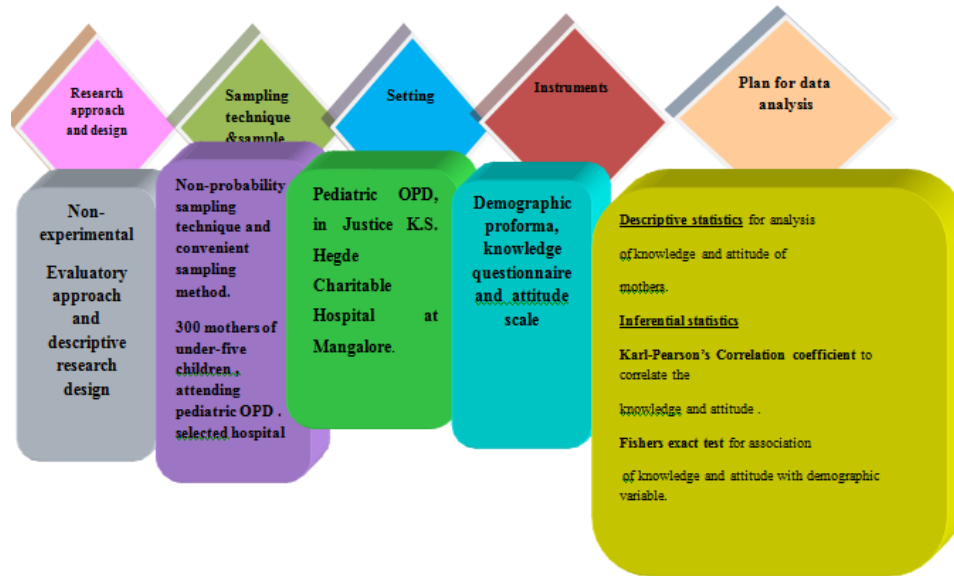 Research
approach
and design
Non-
experimental
Evaluatory
approach
and
descriptive
research
design
Sampling
technique
&sample
Non-probability
sampling
technique and
convenient
sampling
method.
300 mothers of
under-five
children ,
attending
pediatric OPD .
selected hospital
Setting
Pediatric OPD,
in Justice K.S.
Hegde
Charitable
Hospital at
Mangalore.
Instruments
Demographic
proforma,
knowledge
questionnaire
and attitude
scale
Plan for data
analysis
Descriptive statistics for analysis
of knowledge and attitude of
mothers.
Inferential statistics
Karl-Pearson's Correlation coefficient to
correlate the
knowledge and attitude .
Fishers exact test for association
of knowledge and attitude with demographic
variable.